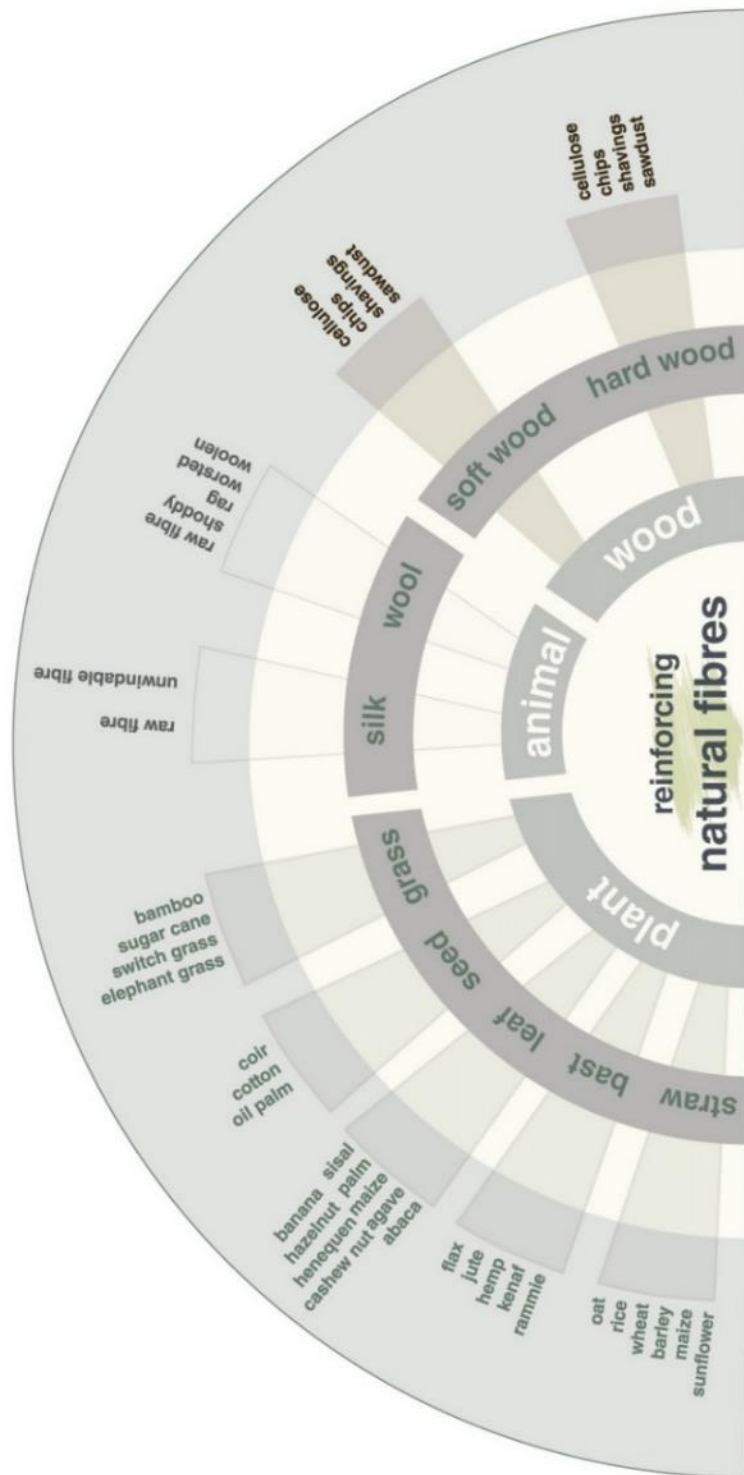 reinforcing
natural fibres
wood
hard wood
cellulose
chips
shavings
sawdust
soft wood
cellulose
chips
shavings
sawdust
animal
wool
woolen
worsted
rag
shoddy
raw fibre
silk
unwindable fibre
raw fibre
plant
grass
bamboo
sugar cane
switch grass
elephant grass
seed
coir
cotton
oil palm
leaf
banana sisal
hazelnut palm
henequen maize
cashew nut agave
abaca
bast
flax
jute
hemp
kenaf
rammie
straw
oat
rice
wheat
barley
maize
sunflower